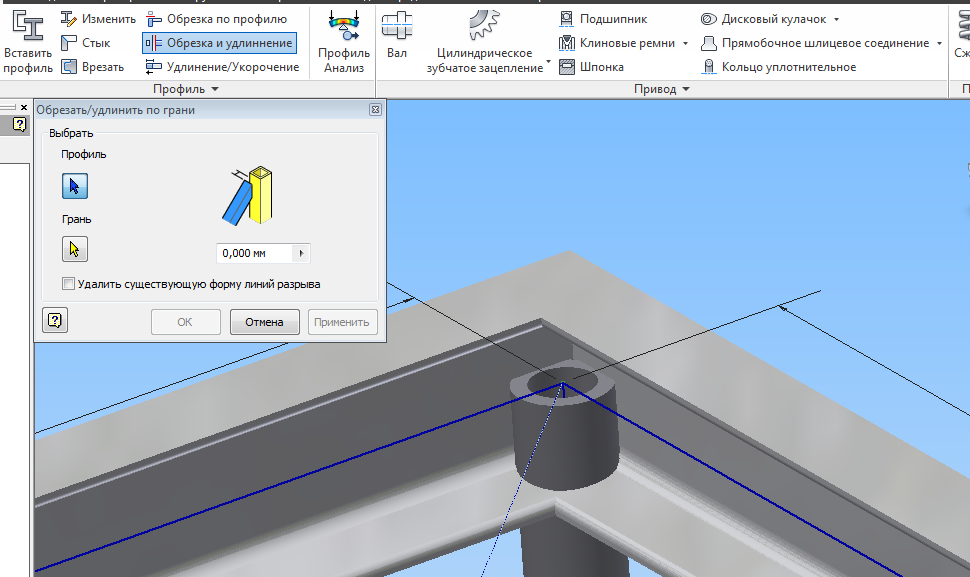 Вставить профиль
Изменить
Стык
Врезать
Обрезка по профилю
Обрезка и удлиннение
Удлинение/Укорочение
Профиль Анализ
Вал
Цилиндрическое зубчатое зацепление
Подшипник
Клиновые ремни
Шпонка
Дисковый кулачок
Прямобочное шлицевое соединение
Кольцо уплотнительное
Профиль
Привод
Обрезать/удлинить по грани
Выбрать
Профиль
Грань
0,000 мм
Удалить существующую форму линий разрыва
ОК
Отмена
Применить